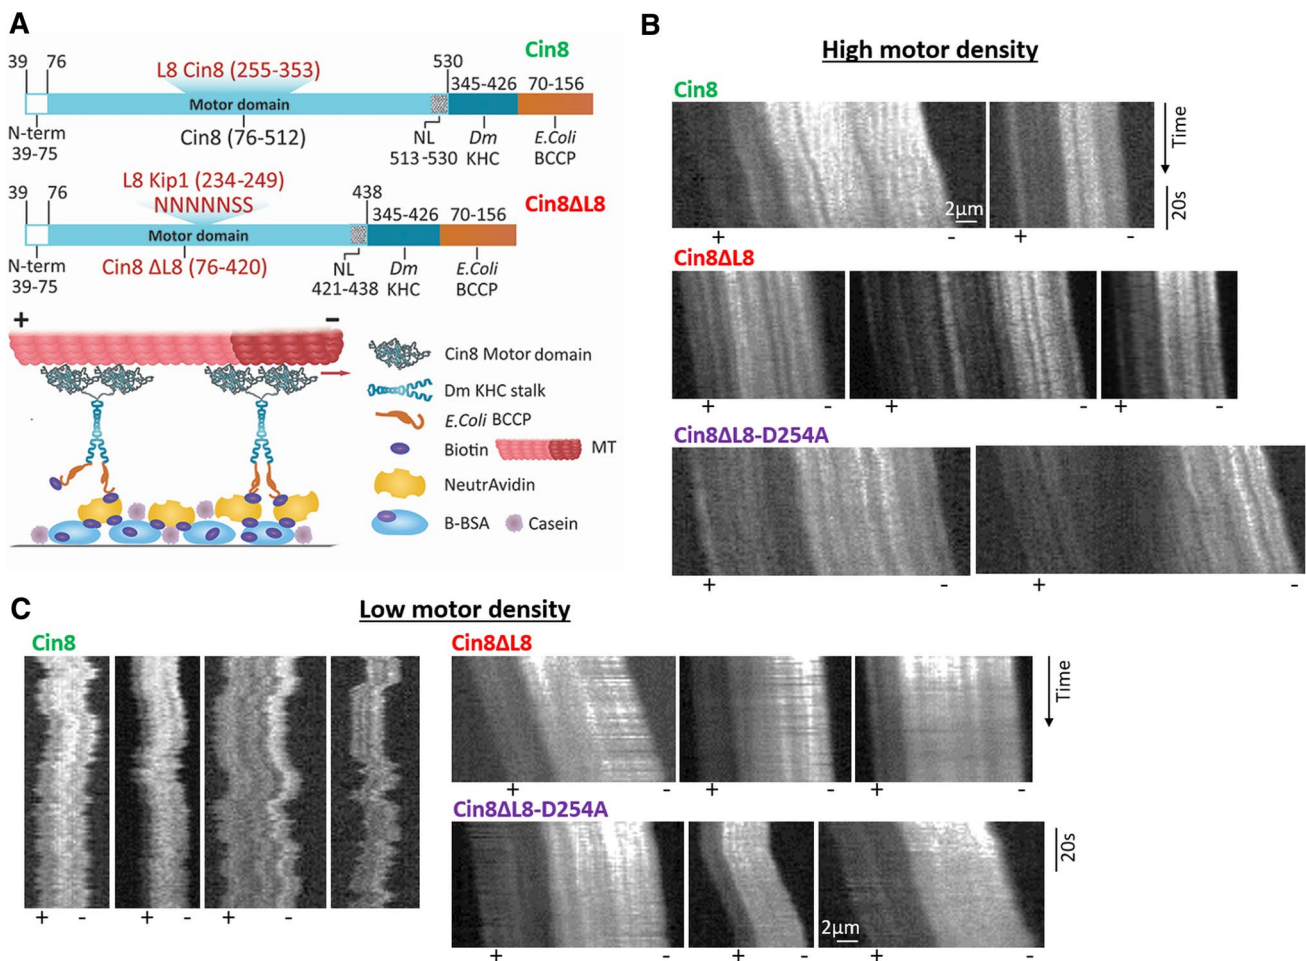 A
Cin8
39 76
L8 Cin8 (255-353)
530
345-426 70-156
Motor domain
N-term
39-75
Cin8 (76-512)
NL
513-530
Dm
KHC
E.Coli
BCCP
L8 Kip1 (234-249)
NNNNNSS
39 76
438
Cin8ΔL8
345-426 70-156
Motor domain
N-term
39-75
Cin8 ΔL8 (76-420)
NL
421-438
Dm
KHC
E.Coli
BCCP
+ -
Cin8 Motor domain
Dm KHC stalk
E.Coli BCCP
Biotin
MT
NeutrAvidin
B-BSA
Casein
B
High motor density
Cin8
Time
20s
2μm
+ - + -
Cin8ΔL8
+ - + - + -
Cin8ΔL8-D254A
+ - + -
C
Low motor density
Cin8
+ - + - + -
Cin8ΔL8
Time
+ - + - + -
Cin8ΔL8-D254A
20s
2μm
+ - + - + -